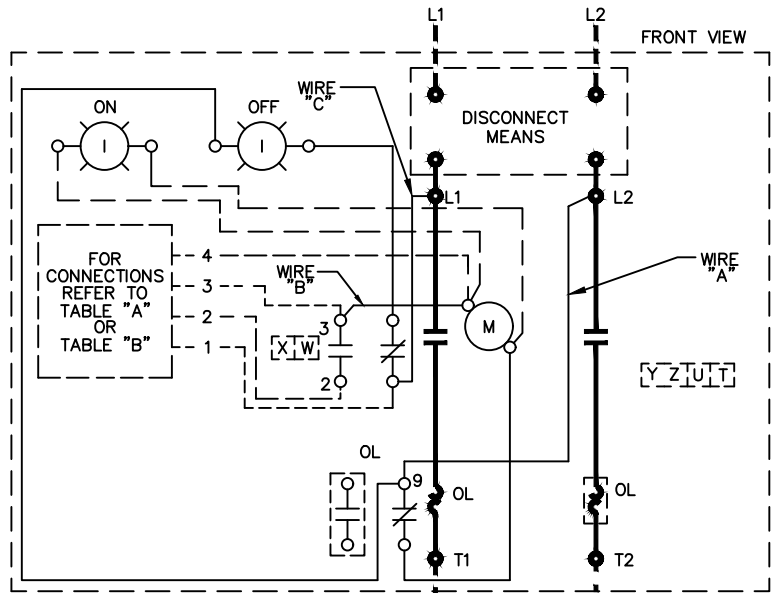 L1
L2
FRONT VIEW
WIRE
"C"
ON
OFF
DISCONNECT
MEANS
I
I
L1
L2
FOR
CONNECTIONS
REFER TO
TABLE "A"
OR
TABLE "B"
4
3
2
1
WIRE
"B"
WIRE
"A"
3
X W
M
2
Y Z U T
OL
9
OL
OL
T1
T2